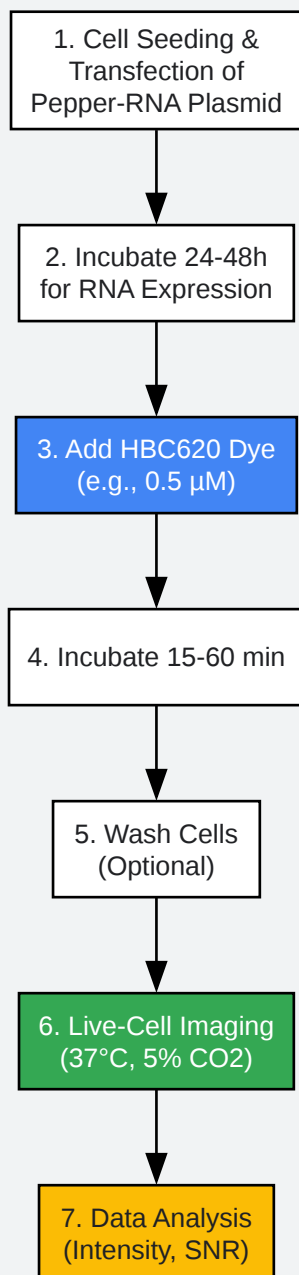 1. Cell Seeding &
Transfection of
Pepper-RNA Plasmid
2. Incubate 24-48h
for RNA Expression
3. Add HBC620 Dye
(e.g., 0.5 µM)
4. Incubate 15-60 min
5. Wash Cells
(Optional)
6. Live-Cell Imaging
(37°C, 5% CO2)
7. Data Analysis
(Intensity, SNR)